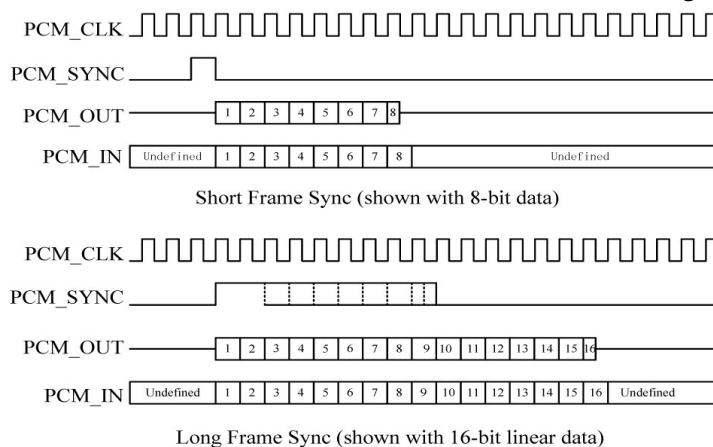 PCM_CLK
PCM_SYNC
PCM_OUT 1 2 3 4 5 6 7 8
PCM_IN Undefined 1 2 3 4 5 6 7 8 Undefined
Short Frame Sync (shown with 8-bit data)
PCM_CLK
PCM_SYNC
PCM_OUT 1 2 3 4 5 6 7 8 9 10 11 12 13 14 15 16
PCM_IN Undefined 1 2 3 4 5 6 7 8 9 10 11 12 13 14 15 16 Undefined
Long Frame Sync (shown with 16-bit linear data)